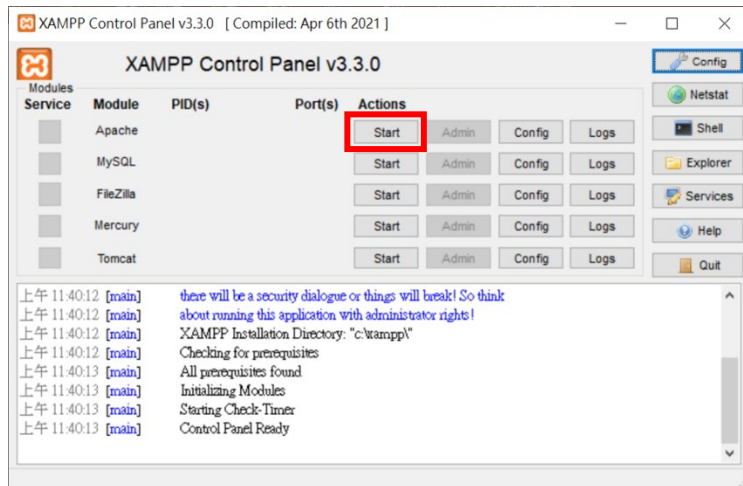 XAMPP Control Panel v3.3.0 [ Compiled: Apr 6th 2021 ]
XAMPP Control Panel v3.3.0
Config
Modules
Service Module PID(s) Port(s) Actions
Netstat
Apache Start Admin Config Logs
Shell
MySQL Start Admin Config Logs
Explorer
FileZilla Start Admin Config Logs
Services
Mercury Start Admin Config Logs
Help
Tomcat Start Admin Config Logs
Quit
上午 11:40:12 [main] there will be a security dialogue or things will break! So think
上午 11:40:12 [main] about running this application with administrator rights!
上午 11:40:12 [main] XAMPP Installation Directory: "c:\xampp\"
上午 11:40:12 [main] Checking for prerequisites
上午 11:40:13 [main] All prerequisites found
上午 11:40:13 [main] Initializing Modules
上午 11:40:13 [main] Starting Check-Timer
上午 11:40:13 [main] Control Panel Ready